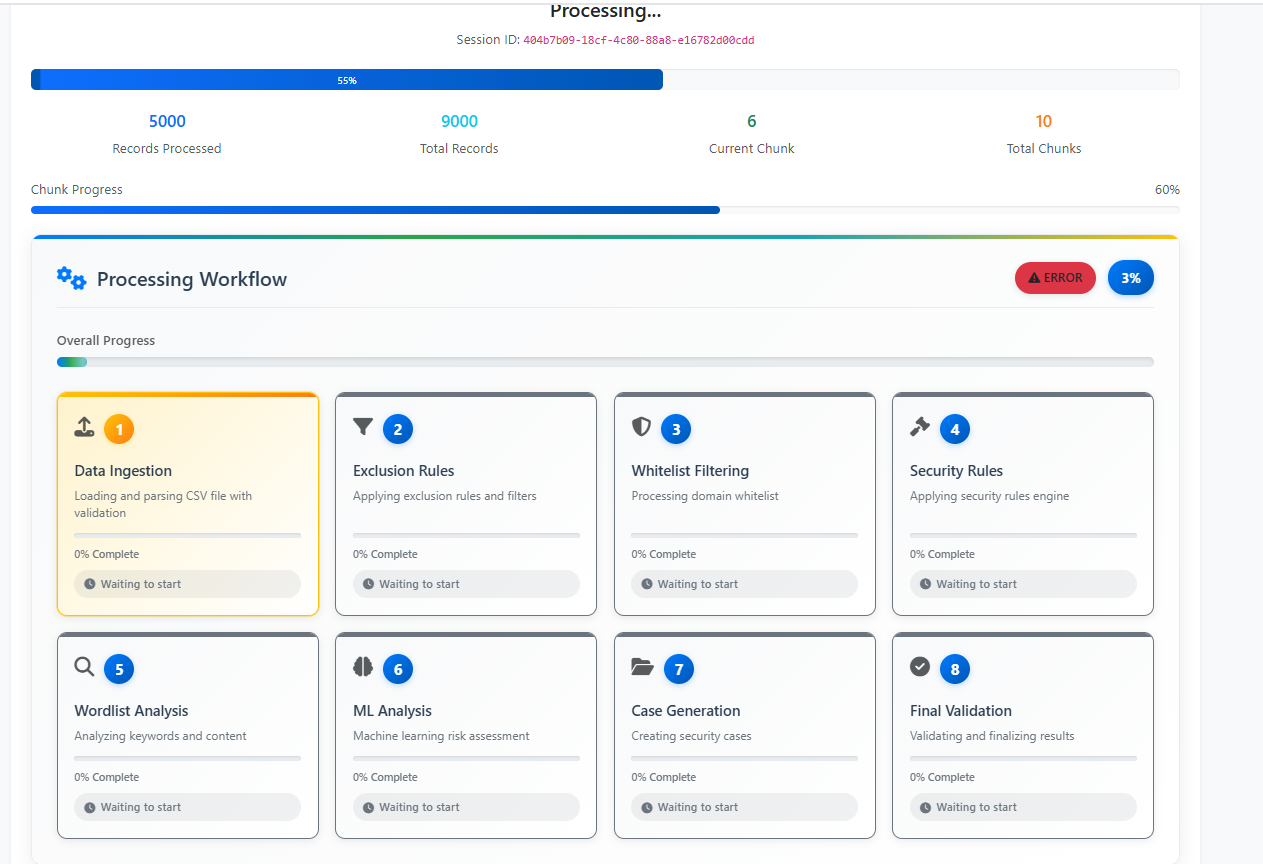 Processing...
Session ID: 404b7b09-18cf-4c80-88a8-e16782d00cdd
55%
5000 9000 6 10
Records Processed Total Records Current Chunk Total Chunks
Chunk Progress 60%
Processing Workflow ERROR 3%
Overall Progress
1
Data Ingestion
Loading and parsing CSV file with
validation
0% Complete
Waiting to start
2
Exclusion Rules
Applying exclusion rules and filters
0% Complete
Waiting to start
3
Whitelist Filtering
Processing domain whitelist
0% Complete
Waiting to start
4
Security Rules
Applying security rules engine
0% Complete
Waiting to start
5
Wordlist Analysis
Analyzing keywords and content
0% Complete
Waiting to start
6
ML Analysis
Machine learning risk assessment
0% Complete
Waiting to start
7
Case Generation
Creating security cases
0% Complete
Waiting to start
8
Final Validation
Validating and finalizing results
0% Complete
Waiting to start